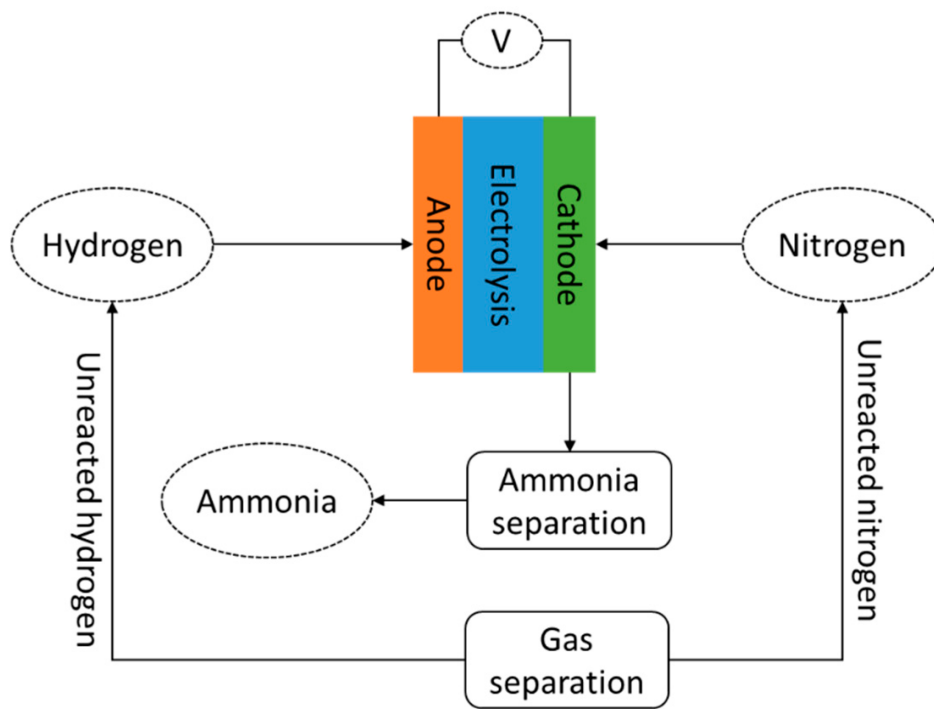 V
Anode
Electrolysis
Cathode
Hydrogen
Nitrogen
Unreacted hydrogen
Unreacted nitrogen
Ammonia
Ammonia
separation
Gas
separation